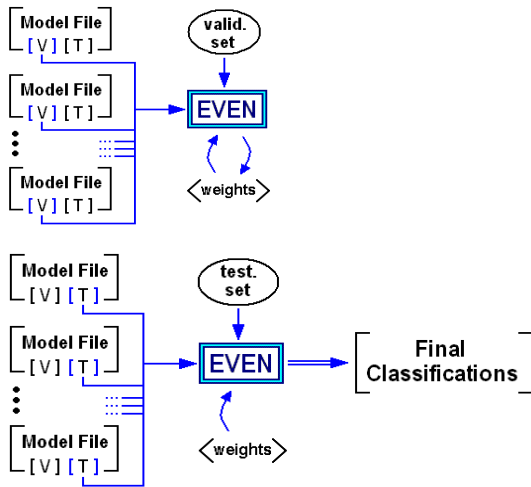 Model File
[V] [T]
valid.
set
Model File
[V] [T]
EVEN
Model File
[V] [T]
<weights>
Model File
[V] [T]
test.
set
Model File
[V] [T]
EVEN
Final
Classifications
Model File
[V] [T]
<weights>